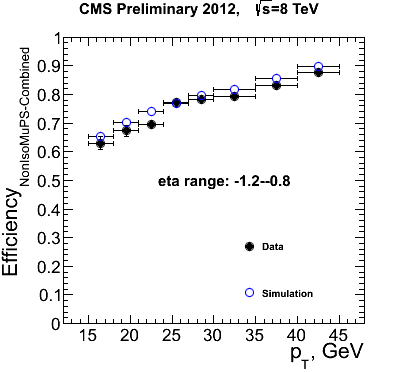 CMS Preliminary 2012, √s=8 TeV
1
0.9
0.8
0.7
0.6
0.5
0.4
0.3
0.2
0.1
0
Efficiency NonIsoMuPS-Combined
eta range: -1.2--0.8
Data
Simulation
15 20 25 30 35 40 45
pT, GeV